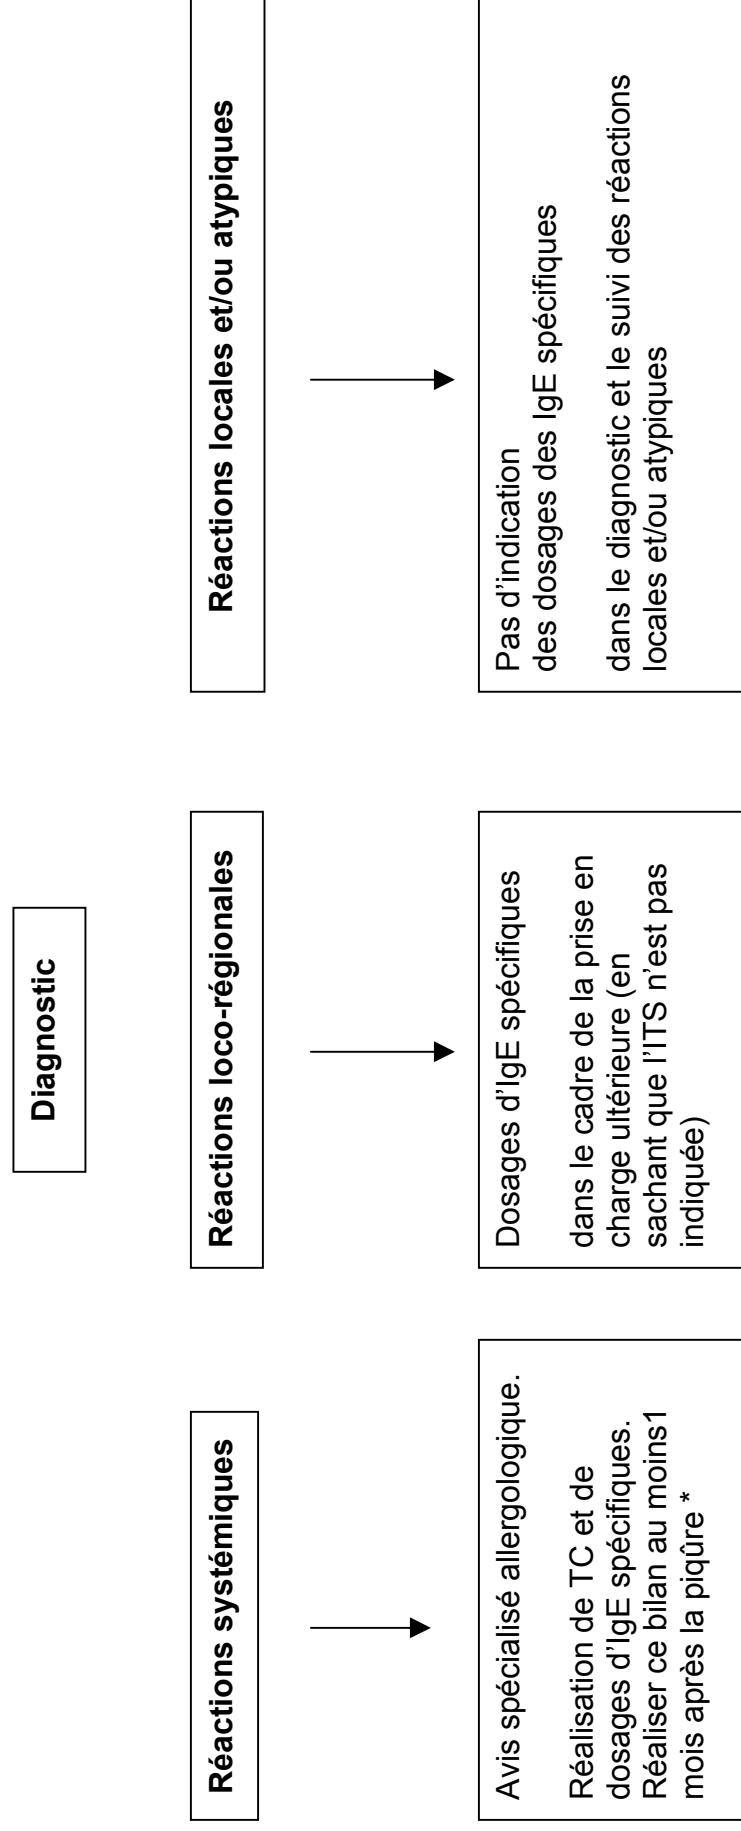 Diagnostic
Réactions systémiques
Avis spécialisé allergologique.
Réalisation de TC et de
dosages d'IgE spécifiques.
Réaliser ce bilan au moins1
mois après la piqûre *
Réactions loco-régionales
Dosages d'IgE spécifiques
dans le cadre de la prise en
charge ultérieure (en
sachant que l'ITS n'est pas
indiquée)
Réactions locales et/ou atypiques
Pas d'indication
des dosages des IgE spécifiques
dans le diagnostic et le suivi des réactions
locales et/ou atypiques